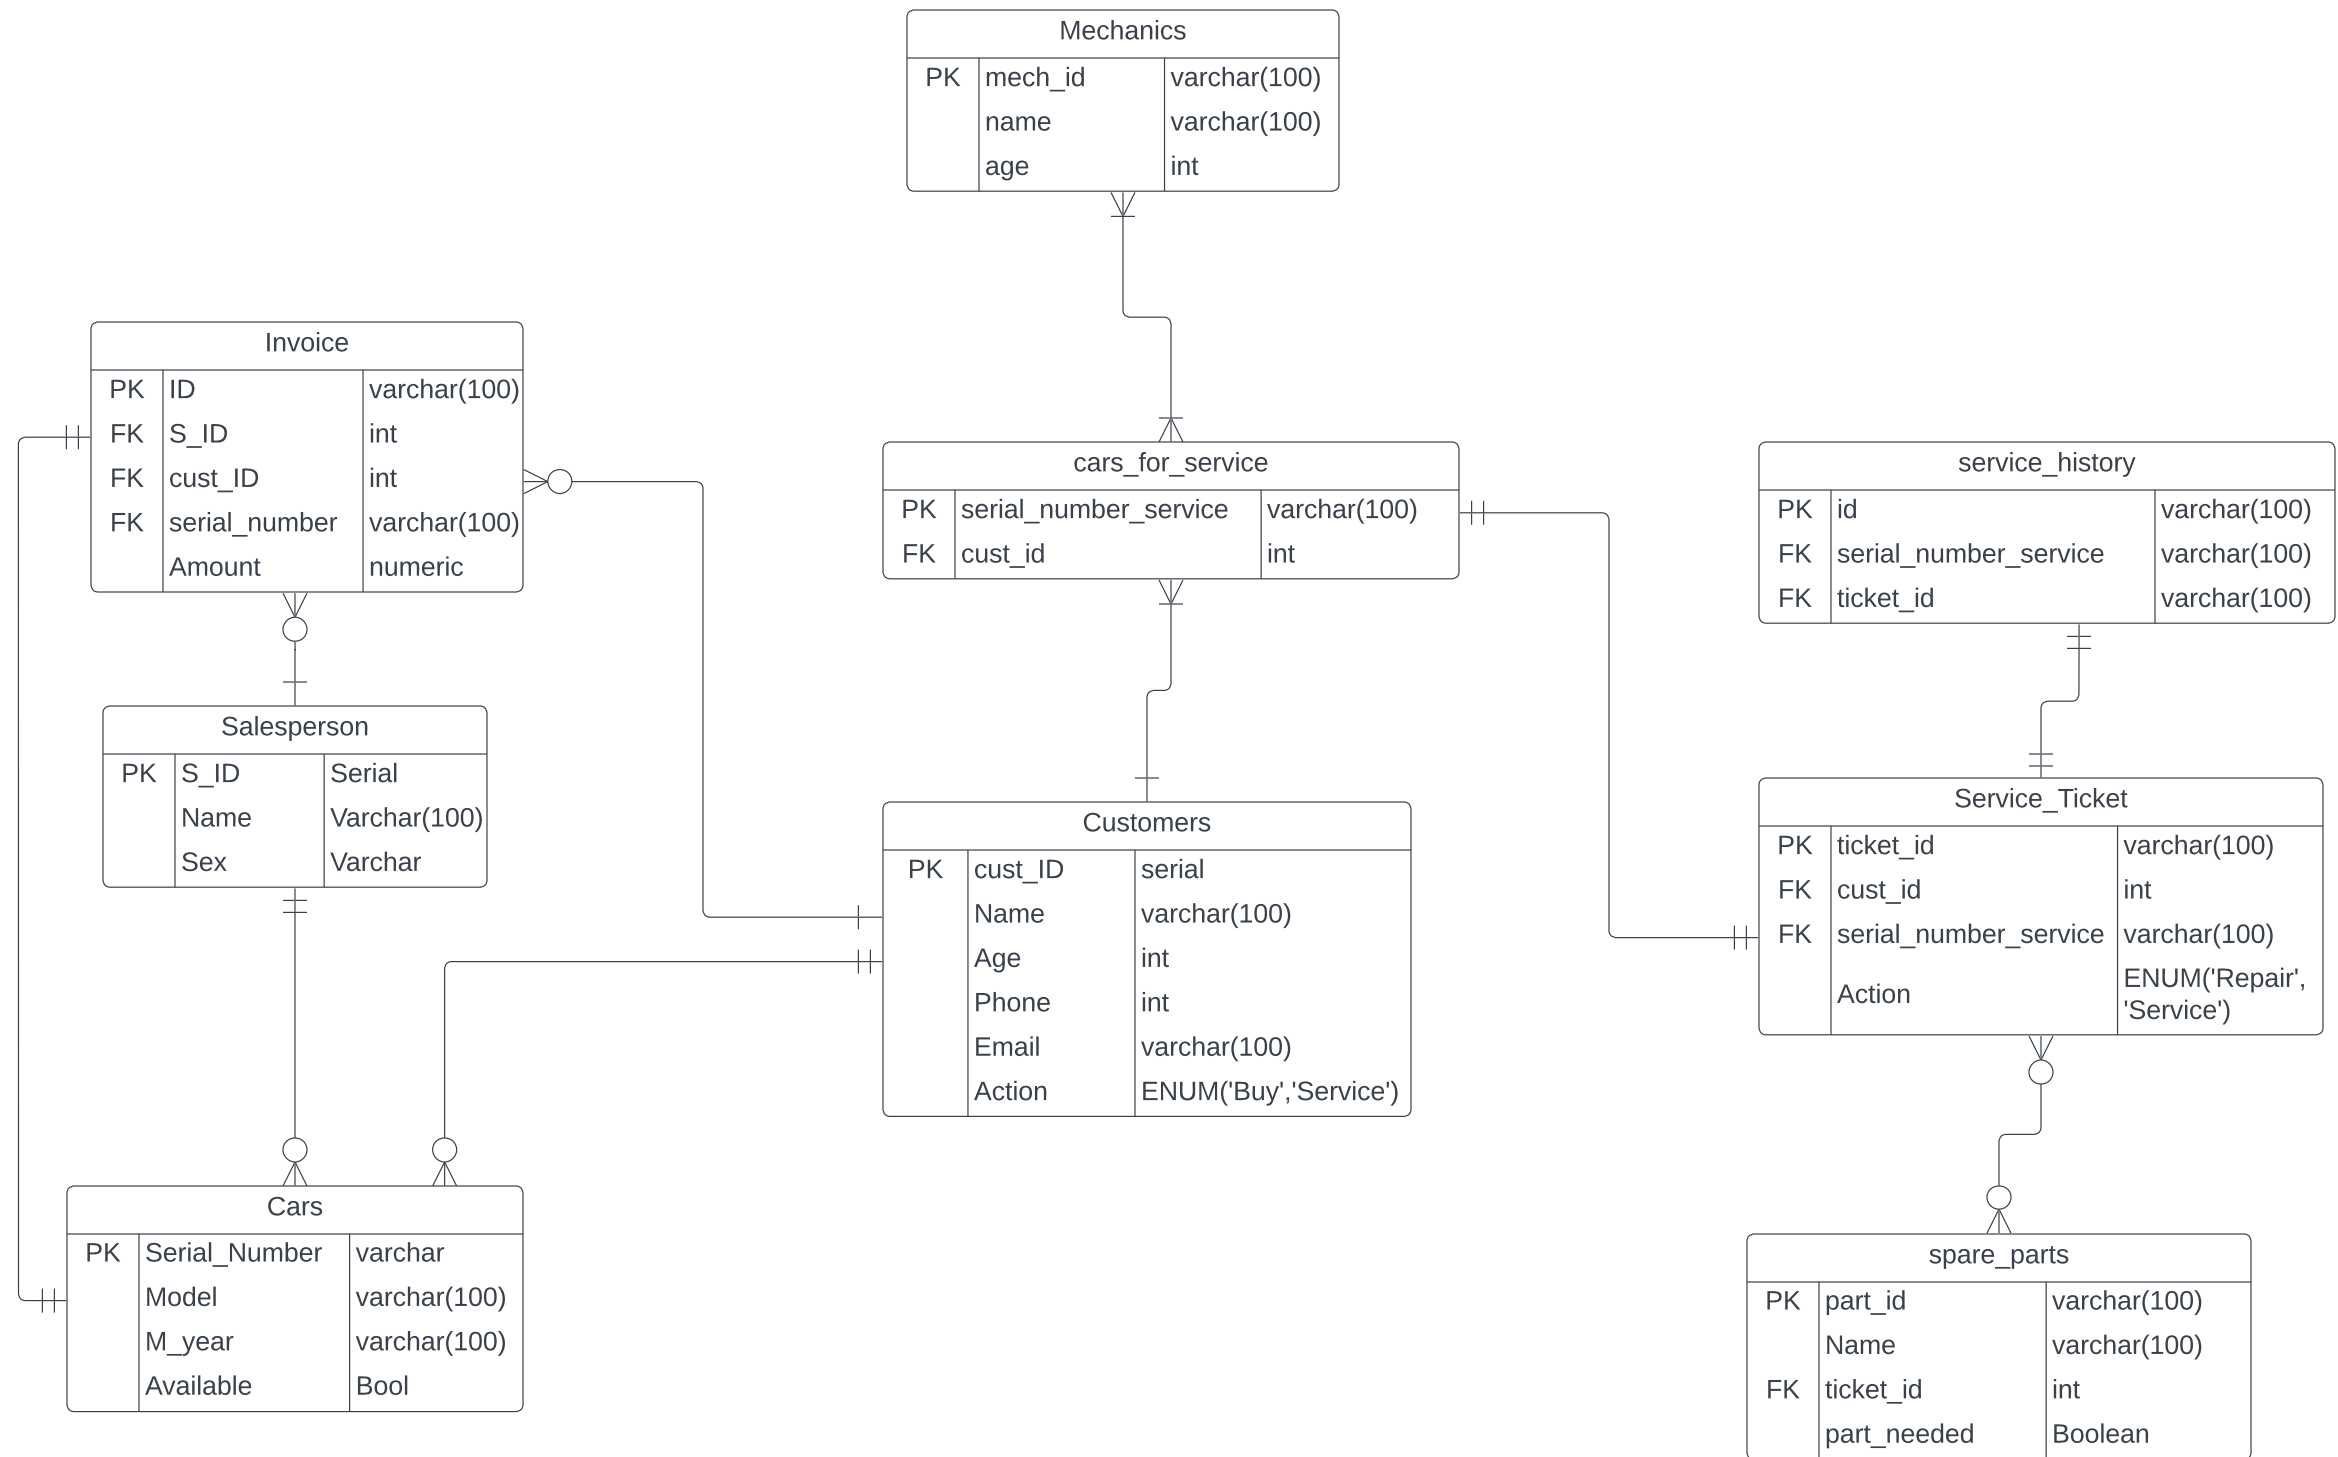 Mechanics
PK mech_id varchar(100)
name varchar(100)
age int
Invoice
PK ID varchar(100)
FK S_ID int
FK cust_ID int
FK serial_number varchar(100)
Amount numeric
cars_for_service
PK serial_number_service varchar(100)
FK cust_id int
service_history
PK id varchar(100)
FK serial_number_service varchar(100)
FK ticket_id varchar(100)
Salesperson
PK S_ID Serial
Name Varchar(100)
Sex Varchar
Customers
PK cust_ID serial
Name varchar(100)
Age int
Phone int
Email varchar(100)
Action ENUM('Buy','Service')
Service_Ticket
PK ticket_id varchar(100)
FK cust_id int
FK serial_number_service varchar(100)
Action ENUM('Repair',
'Service')
Cars
PK Serial_Number varchar
Model varchar(100)
M_year varchar(100)
Available Bool
spare_parts
PK part_id varchar(100)
Name varchar(100)
FK ticket_id int
part_needed Boolean